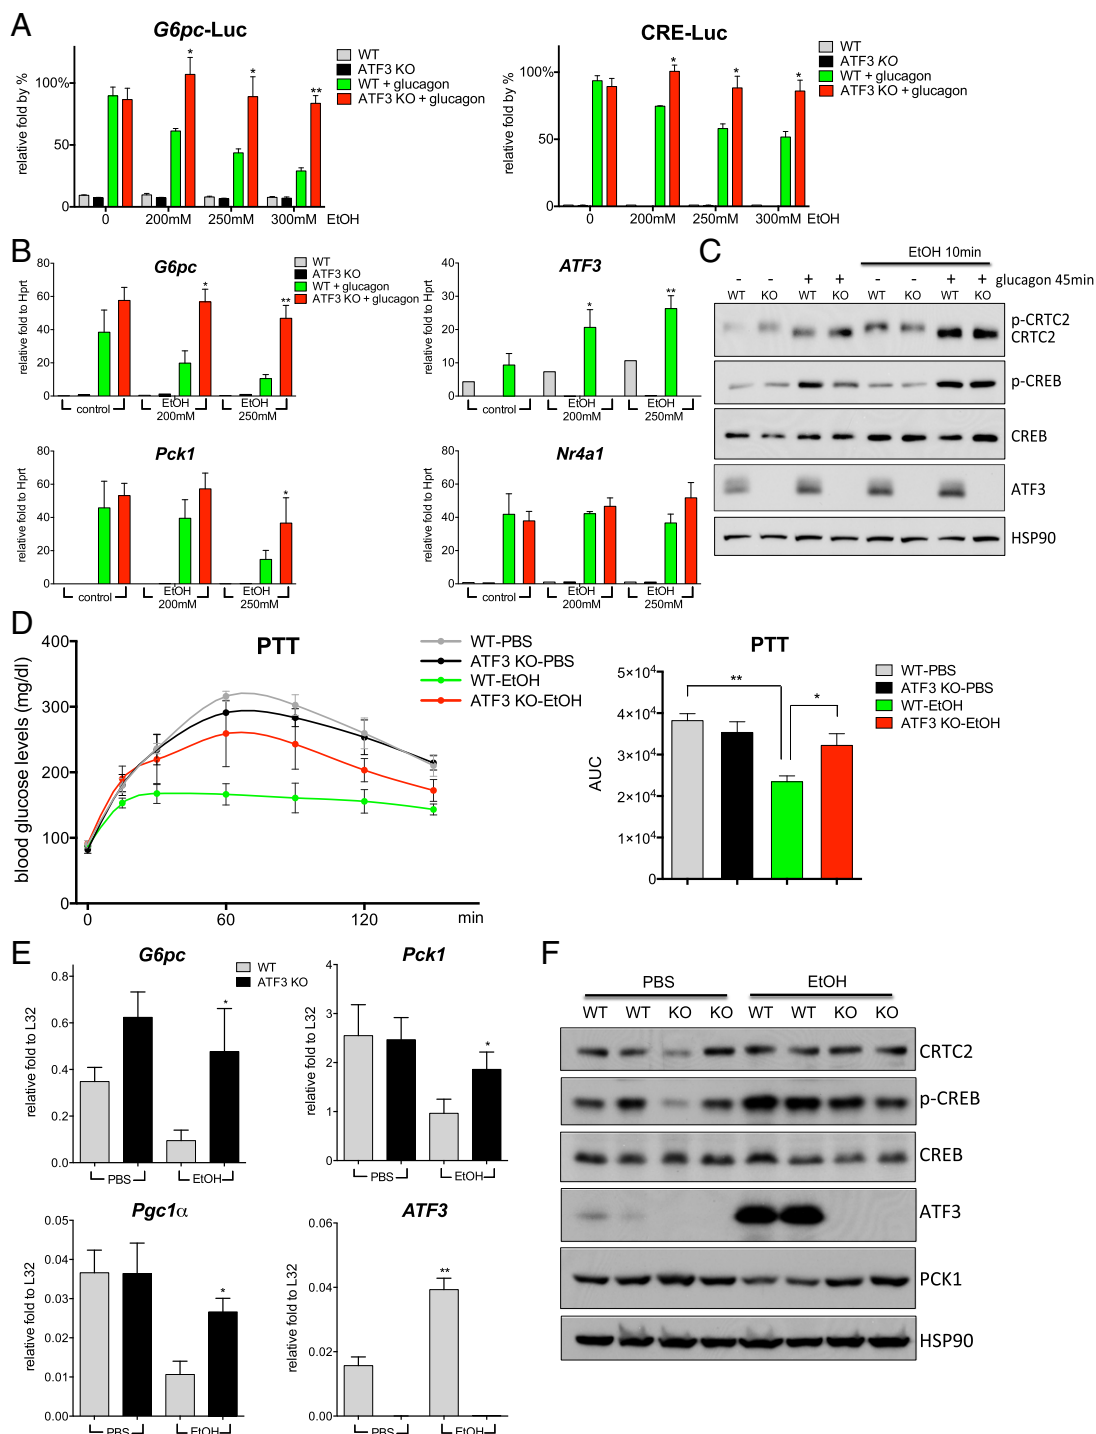 A
G6pc-Luc
relative fold by %
100%
50
0
WT
ATF3 KO
WT + glucagon
ATF3 KO + glucagon
* * **
0 200mM 250mM 300mM EtOH
CRE-Luc
relative fold by %
100%
50
0
WT
ATF3 KO
WT + glucagon
ATF3 KO + glucagon
* * *
0 200mM 250mM 300mM EtOH
B
G6pc
relative fold to Hprt
80
60
40
20
0
WT
ATF3 KO
WT + glucagon
ATF3 KO + glucagon
* **
control EtOH 200mM EtOH 250mM
ATF3
relative fold to Hprt
40
30
20
10
0
* **
control EtOH 200mM EtOH 250mM
Pck1
relative fold to Hprt
80
60
40
20
0
*
control EtOH 200mM EtOH 250mM
Nr4a1
relative fold to Hprt
80
60
40
20
0
control EtOH 200mM EtOH 250mM
C
EtOH 10min
- - + + - - + + glucagon 45min
WT KO WT KO WT KO WT KO
p-CRTC2
CRTC2
p-CREB
CREB
ATF3
HSP90
D
PTT
blood glucose levels (mg/dl)
400
300
200
100
0
0 60 120 min
WT-PBS
ATF3 KO-PBS
WT-EtOH
ATF3 KO-EtOH
PTT
AUC
5×10⁴
4×10⁴
3×10⁴
2×10⁴
1×10⁴
0
** *
WT-PBS
ATF3 KO-PBS
WT-EtOH
ATF3 KO-EtOH
E
G6pc
relative fold to L32
0.8
0.6
0.4
0.2
0.0
WT
ATF3 KO
*
PBS EtOH
Pck1
relative fold to L32
4
3
2
1
0
*
PBS EtOH
Pgc1α
relative fold to L32
0.05
0.04
0.03
0.02
0.01
0.00
*
PBS EtOH
ATF3
relative fold to L32
0.06
0.04
0.02
0.00
**
PBS EtOH
F
PBS EtOH
WT WT KO KO WT WT KO KO
CRTC2
p-CREB
CREB
ATF3
PCK1
HSP90